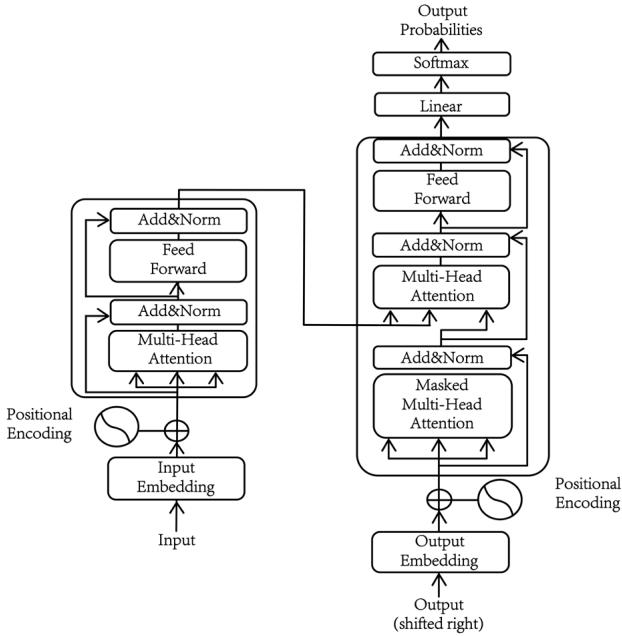 Output
Probabilities
Softmax
Linear
Add&Norm
Feed
Forward
Add&Norm
Multi-Head
Attention
Add&Norm
Masked
Multi-Head
Attention
Positional
Encoding
Output
Embedding
Output
(shifted right)
Add&Norm
Feed
Forward
Add&Norm
Multi-Head
Attention
Positional
Encoding
Input
Embedding
Input